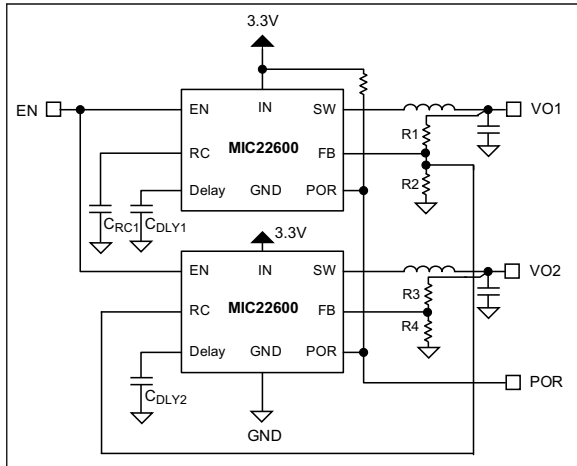 3.3V
EN
EN IN SW
VO1
RC MIC22600 FB
R1
Delay GND POR
R2
CRC1 CDLY1
3.3V
EN IN SW
VO2
RC MIC22600 FB
R3
Delay GND POR
R4
CDLY2
POR
GND